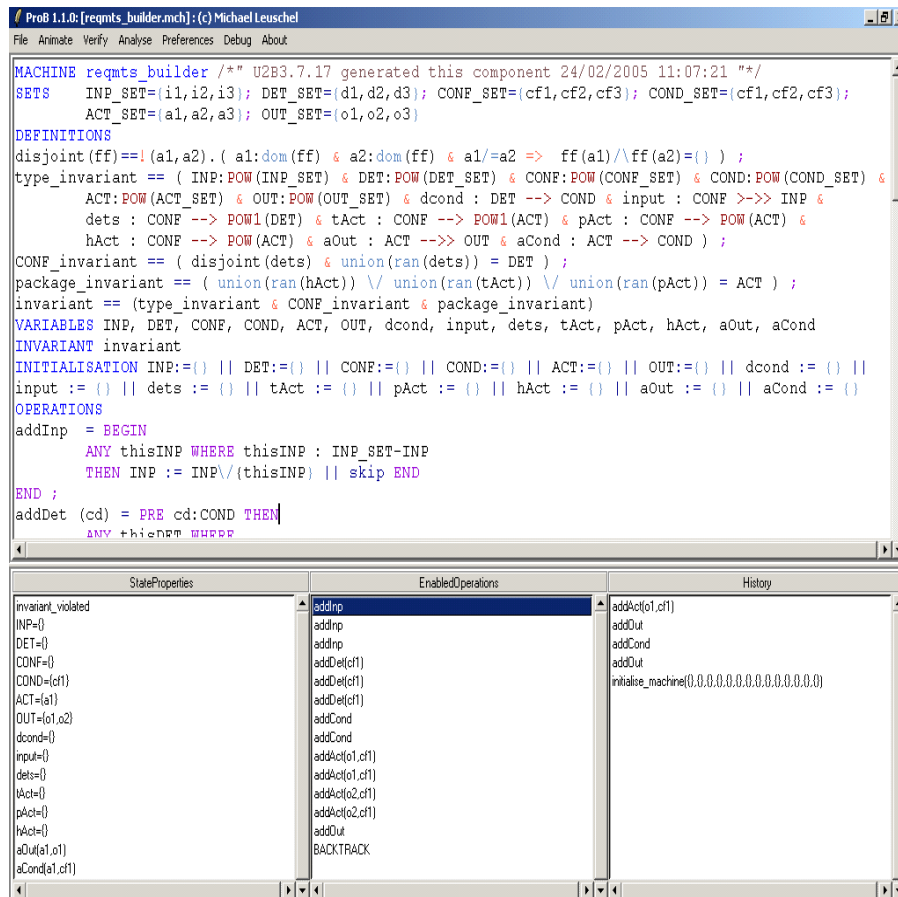 ProB 1.1.0: [reqmts_builder.mch] : (c) Michael Leuschel
File Animate Verify Analyse Preferences Debug About
MACHINE reqmts_builder /*" U2B3.7.17 generated this component 24/02/2005 11:07:21 "*/
SETS INP_SET={i1,i2,i3}; DET_SET={d1,d2,d3}; CONF_SET={cf1,cf2,cf3}; COND_SET={cf1,cf2,cf3};
ACT_SET={a1,a2,a3}; OUT_SET={o1,o2,o3}
DEFINITIONS
disjoint(ff)==!(a1,a2).( a1:dom(ff) & a2:dom(ff) & a1/=a2 => ff(a1)/\ff(a2)={} ) ;
type_invariant == ( INP:POW(INP_SET) & DET:POW(DET_SET) & CONF:POW(CONF_SET) & COND:POW(COND_SET) &
ACT:POW(ACT_SET) & OUT:POW(OUT_SET) & dcond : DET --> COND & input : CONF >->> INP &
dets : CONF --> POW1(DET) & tAct : CONF --> POW1(ACT) & pAct : CONF --> POW(ACT) &
hAct : CONF --> POW(ACT) & aOut : ACT -->> OUT & aCond : ACT --> COND ) ;
CONF_invariant == ( disjoint(dets) & union(ran(dets)) = DET ) ;
package_invariant == ( union(ran(hAct)) \/ union(ran(tAct)) \/ union(ran(pAct)) = ACT ) ;
invariant == (type_invariant & CONF_invariant & package_invariant)
VARIABLES INP, DET, CONF, COND, ACT, OUT, dcond, input, dets, tAct, pAct, hAct, aOut, aCond
INVARIANT invariant
INITIALISATION INP:={} || DET:={} || CONF:={} || COND:={} || ACT:={} || OUT:={} || dcond := {} ||
input := {} || dets := {} || tAct := {} || pAct := {} || hAct := {} || aOut := {} || aCond := {}
OPERATIONS
addInp = BEGIN
ANY thisINP WHERE thisINP : INP_SET-INP
THEN INP := INP\/{thisINP} || skip END
END ;
addDet (cd) = PRE cd:COND THEN
ANY thisDET WHERE
StateProperties
invariant_violated
INP={}
DET={}
CONF={}
COND={cf1}
ACT={a1}
OUT={o1,o2}
dcond={}
input={}
dets={}
tAct={}
pAct={}
hAct={}
aOut(a1,o1)
aCond(a1,cf1)
EnabledOperations
addInp
addInp
addInp
addDet(cf1)
addDet(cf1)
addDet(cf1)
addCond
addCond
addAct(o1,cf1)
addAct(o1,cf1)
addAct(o2,cf1)
addAct(o2,cf1)
addOut
BACKTRACK
History
addAct(o1,cf1)
addOut
addCond
addOut
initialise_machine({},{},{},{},{},{},{},{},{},{},{},{},{},{})